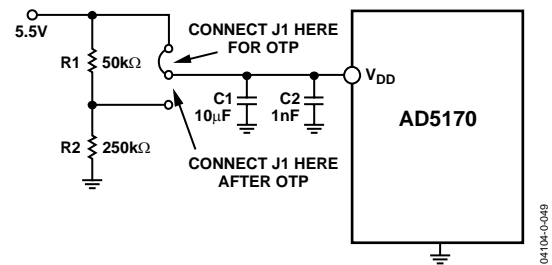 5.5V
CONNECT J1 HERE
FOR OTP
R1
50kΩ
VDD
C1
10μF
C2
1nF
AD5170
R2
250kΩ
CONNECT J1 HERE
AFTER OTP
04104-0-049